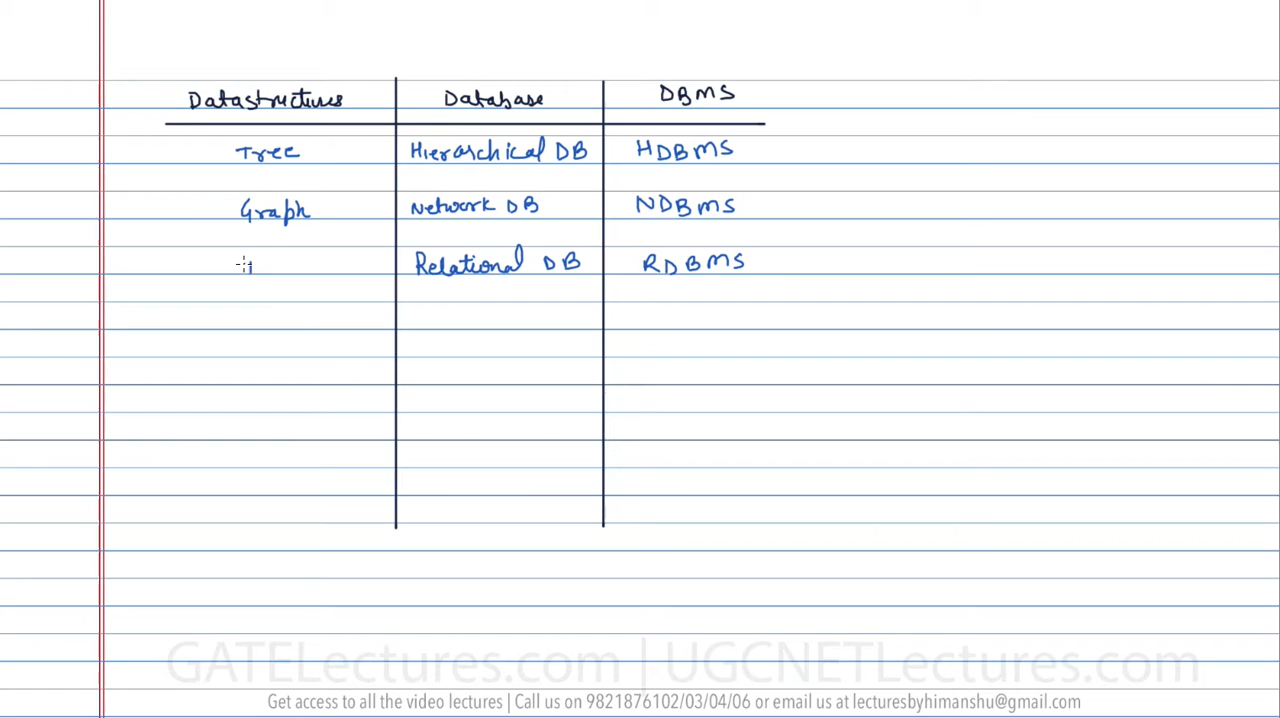 Datastructures Database DBMS
Tree Hierarchical DB HDBMS
Graph Network DB NDBMS
Relational DB RDBMS
GATELectures.com | UGCNETLectures.com
Get access to all the video lectures | Call us on 9821876102/03/04/06 or email us at lecturesbyhimanshu@gmail.com